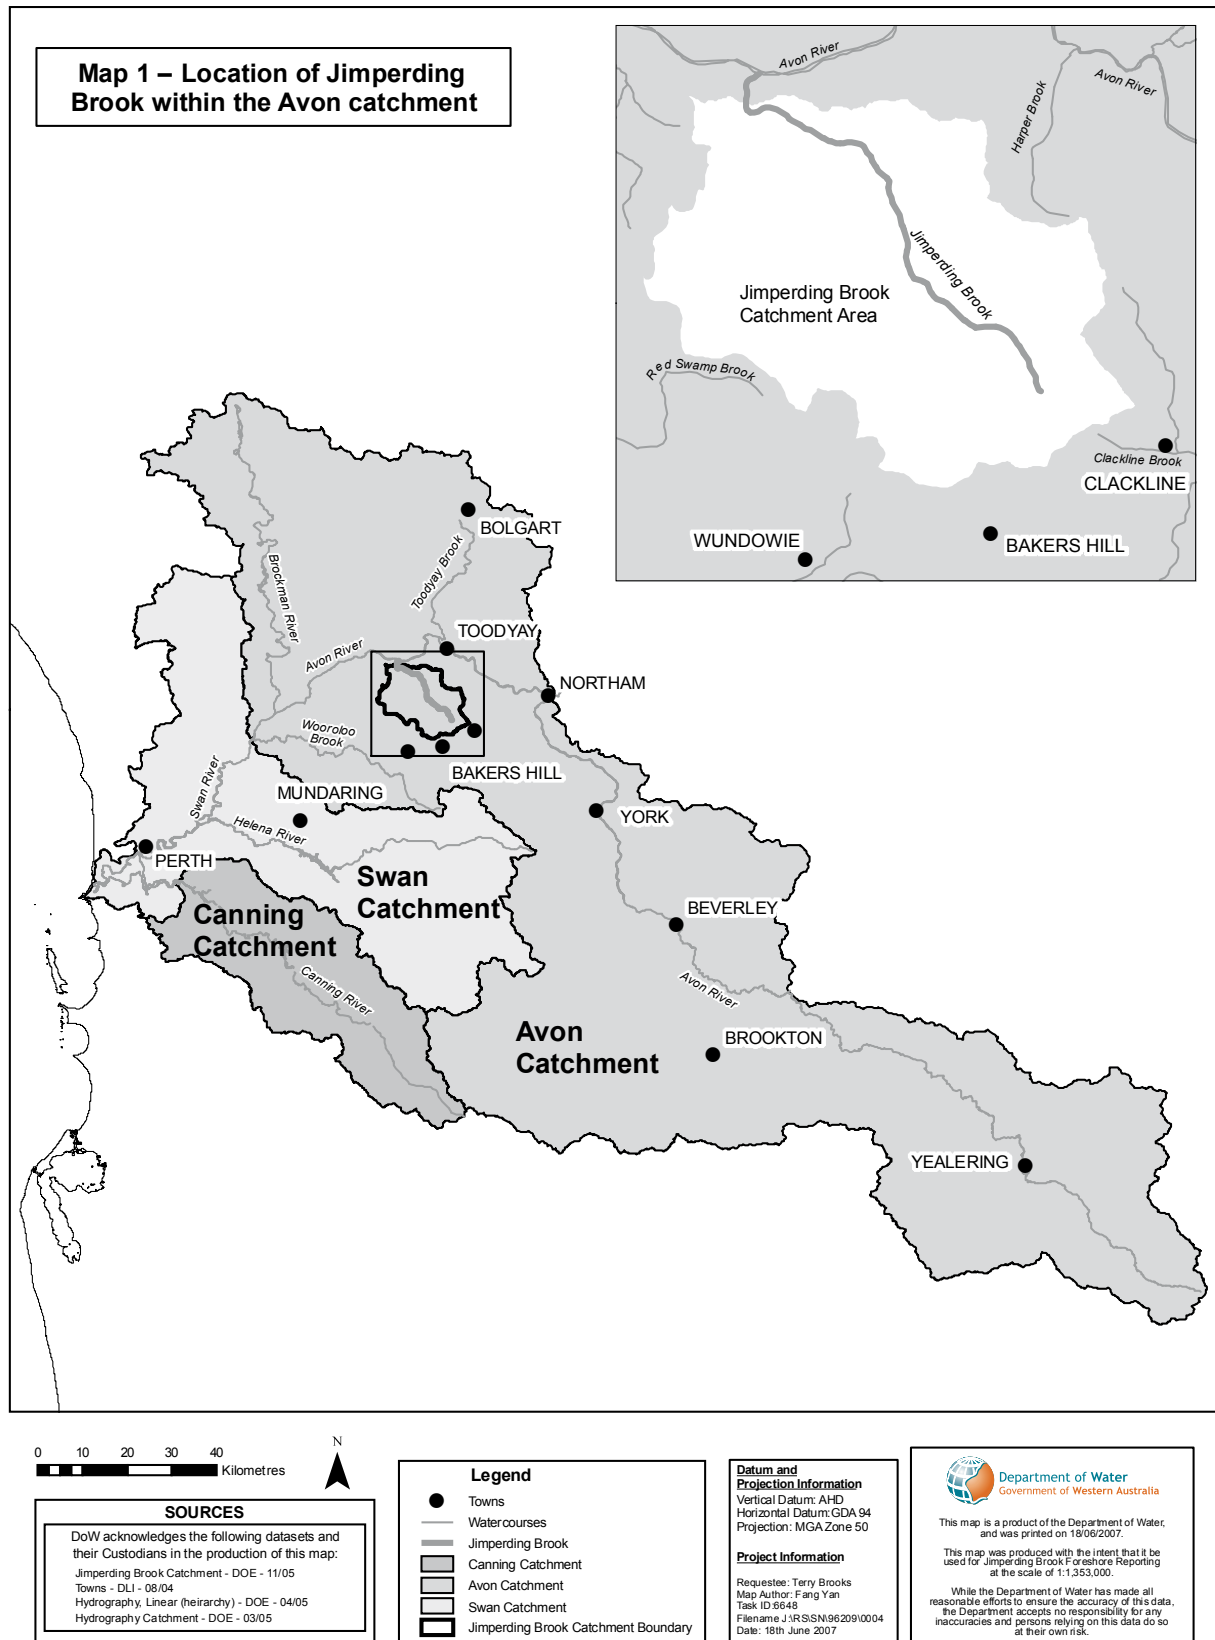 Map 1 – Location of Jimperding
Brook within the Avon catchment
Avon River
Avon River
Harper Brook
Jimperding Brook
Jimperding Brook
Catchment Area
Red Swamp Brook
Clackline Brook
CLACKLINE
WUNDOWIE
BAKERS HILL
BOLGART
Brockman River
Toodyay Brook
TOODYAY
Avon River
NORTHAM
Wooroloo
Brook
BAKERS HILL
Swan River
MUNDARING
Helena River
YORK
PERTH
Swan
Catchment
Canning
Catchment
BEVERLEY
Canning River
Avon River
Avon
Catchment
BROOKTON
YEALERING
0 10 20 30 40
Kilometres
N
SOURCES
DoW acknowledges the following datasets and
their Custodians in the production of this map:
Jimperding Brook Catchment - DOE - 11/05
Towns - DLI - 08/04
Hydrography, Linear (heirarchy) - DOE - 04/05
Hydrography Catchment - DOE - 03/05
Legend
Towns
Watercourses
Jimperding Brook
Canning Catchment
Avon Catchment
Swan Catchment
Jimperding Brook Catchment Boundary
Datum and
Projection Information
Vertical Datum: AHD
Horizontal Datum: GDA 94
Projection: MGA Zone 50
Project Information
Requestee: Terry Brooks
Map Author: Fang Yan
Task ID:6648
Filename J:\RS\SN\96209\0004
Date: 18th June 2007
Department of Water
Government of Western Australia
This map is a product of the Department of Water,
and was printed on 18/06/2007.
This map was produced with the intent that it be
used for Jimperding Brook Foreshore Reporting
at the scale of 1:1,353,000.
While the Department of Water has made all
reasonable efforts to ensure the accuracy of this data,
the Department accepts no responsibility for any
inaccuracies and persons relying on this data do so
at their own risk.